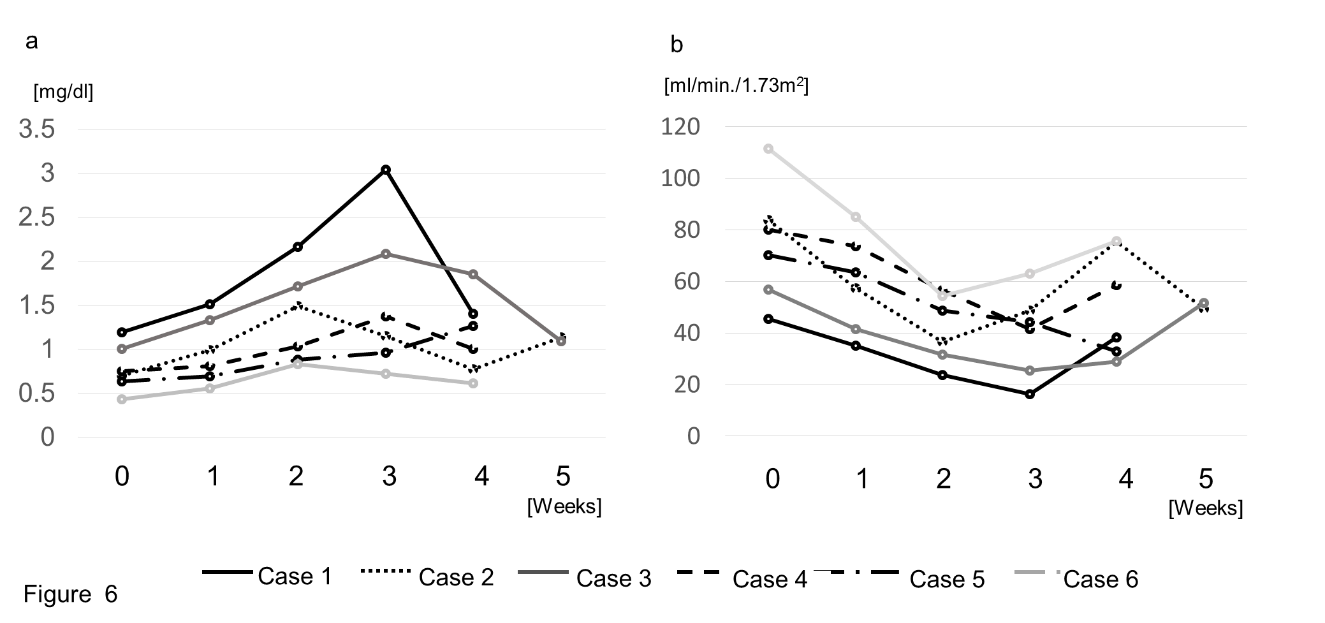 a
[mg/dl]
3.5
3
2.5
2
1.5
1
0.5
0
0 1 2 3 4 5
[Weeks]
b
[ml/min./1.73m²]
120
100
80
60
40
20
0
0 1 2 3 4 5
[Weeks]
Case 1 Case 2 Case 3 Case 4 Case 5 Case 6
Figure 6